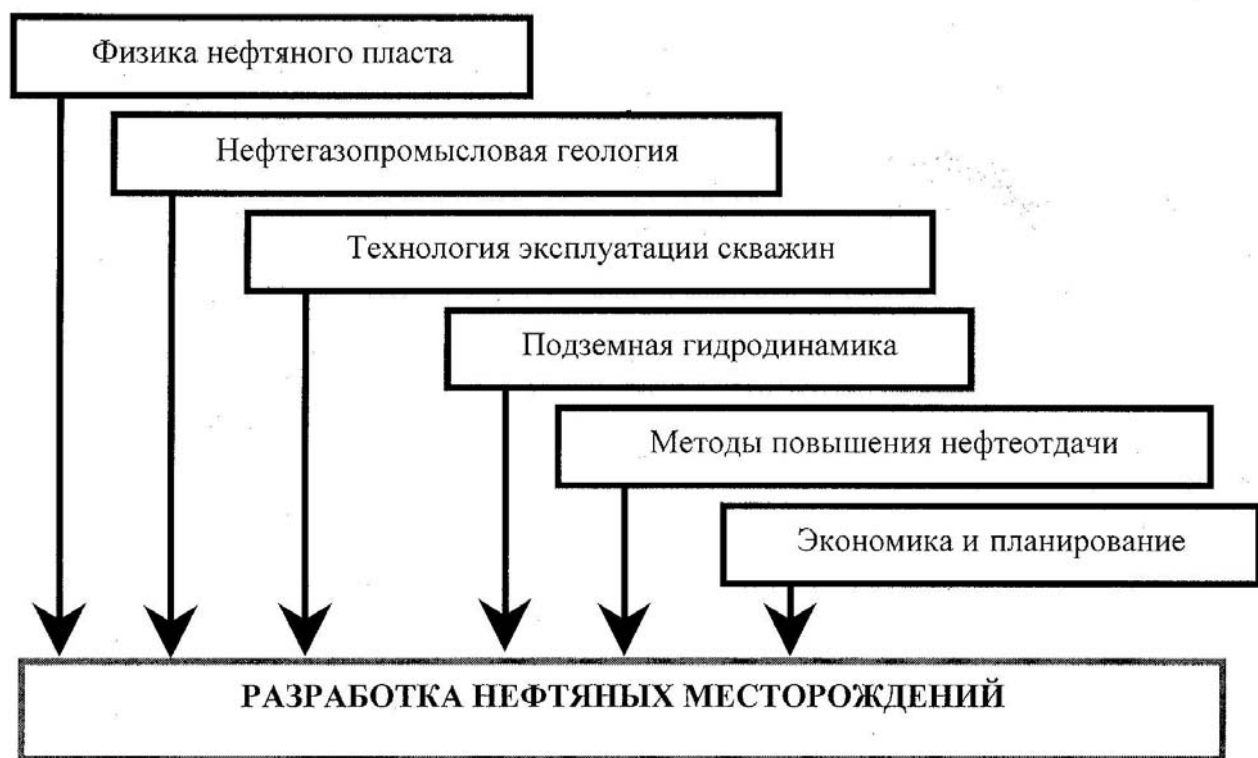 Физика нефтяного пласта
Нефтегазопромысловая геология
Технология эксплуатации скважин
Подземная гидродинамика
Методы повышения нефтеотдачи
Экономика и планирование
РАЗРАБОТКА НЕФТЯНЫХ МЕСТОРОЖДЕНИЙ